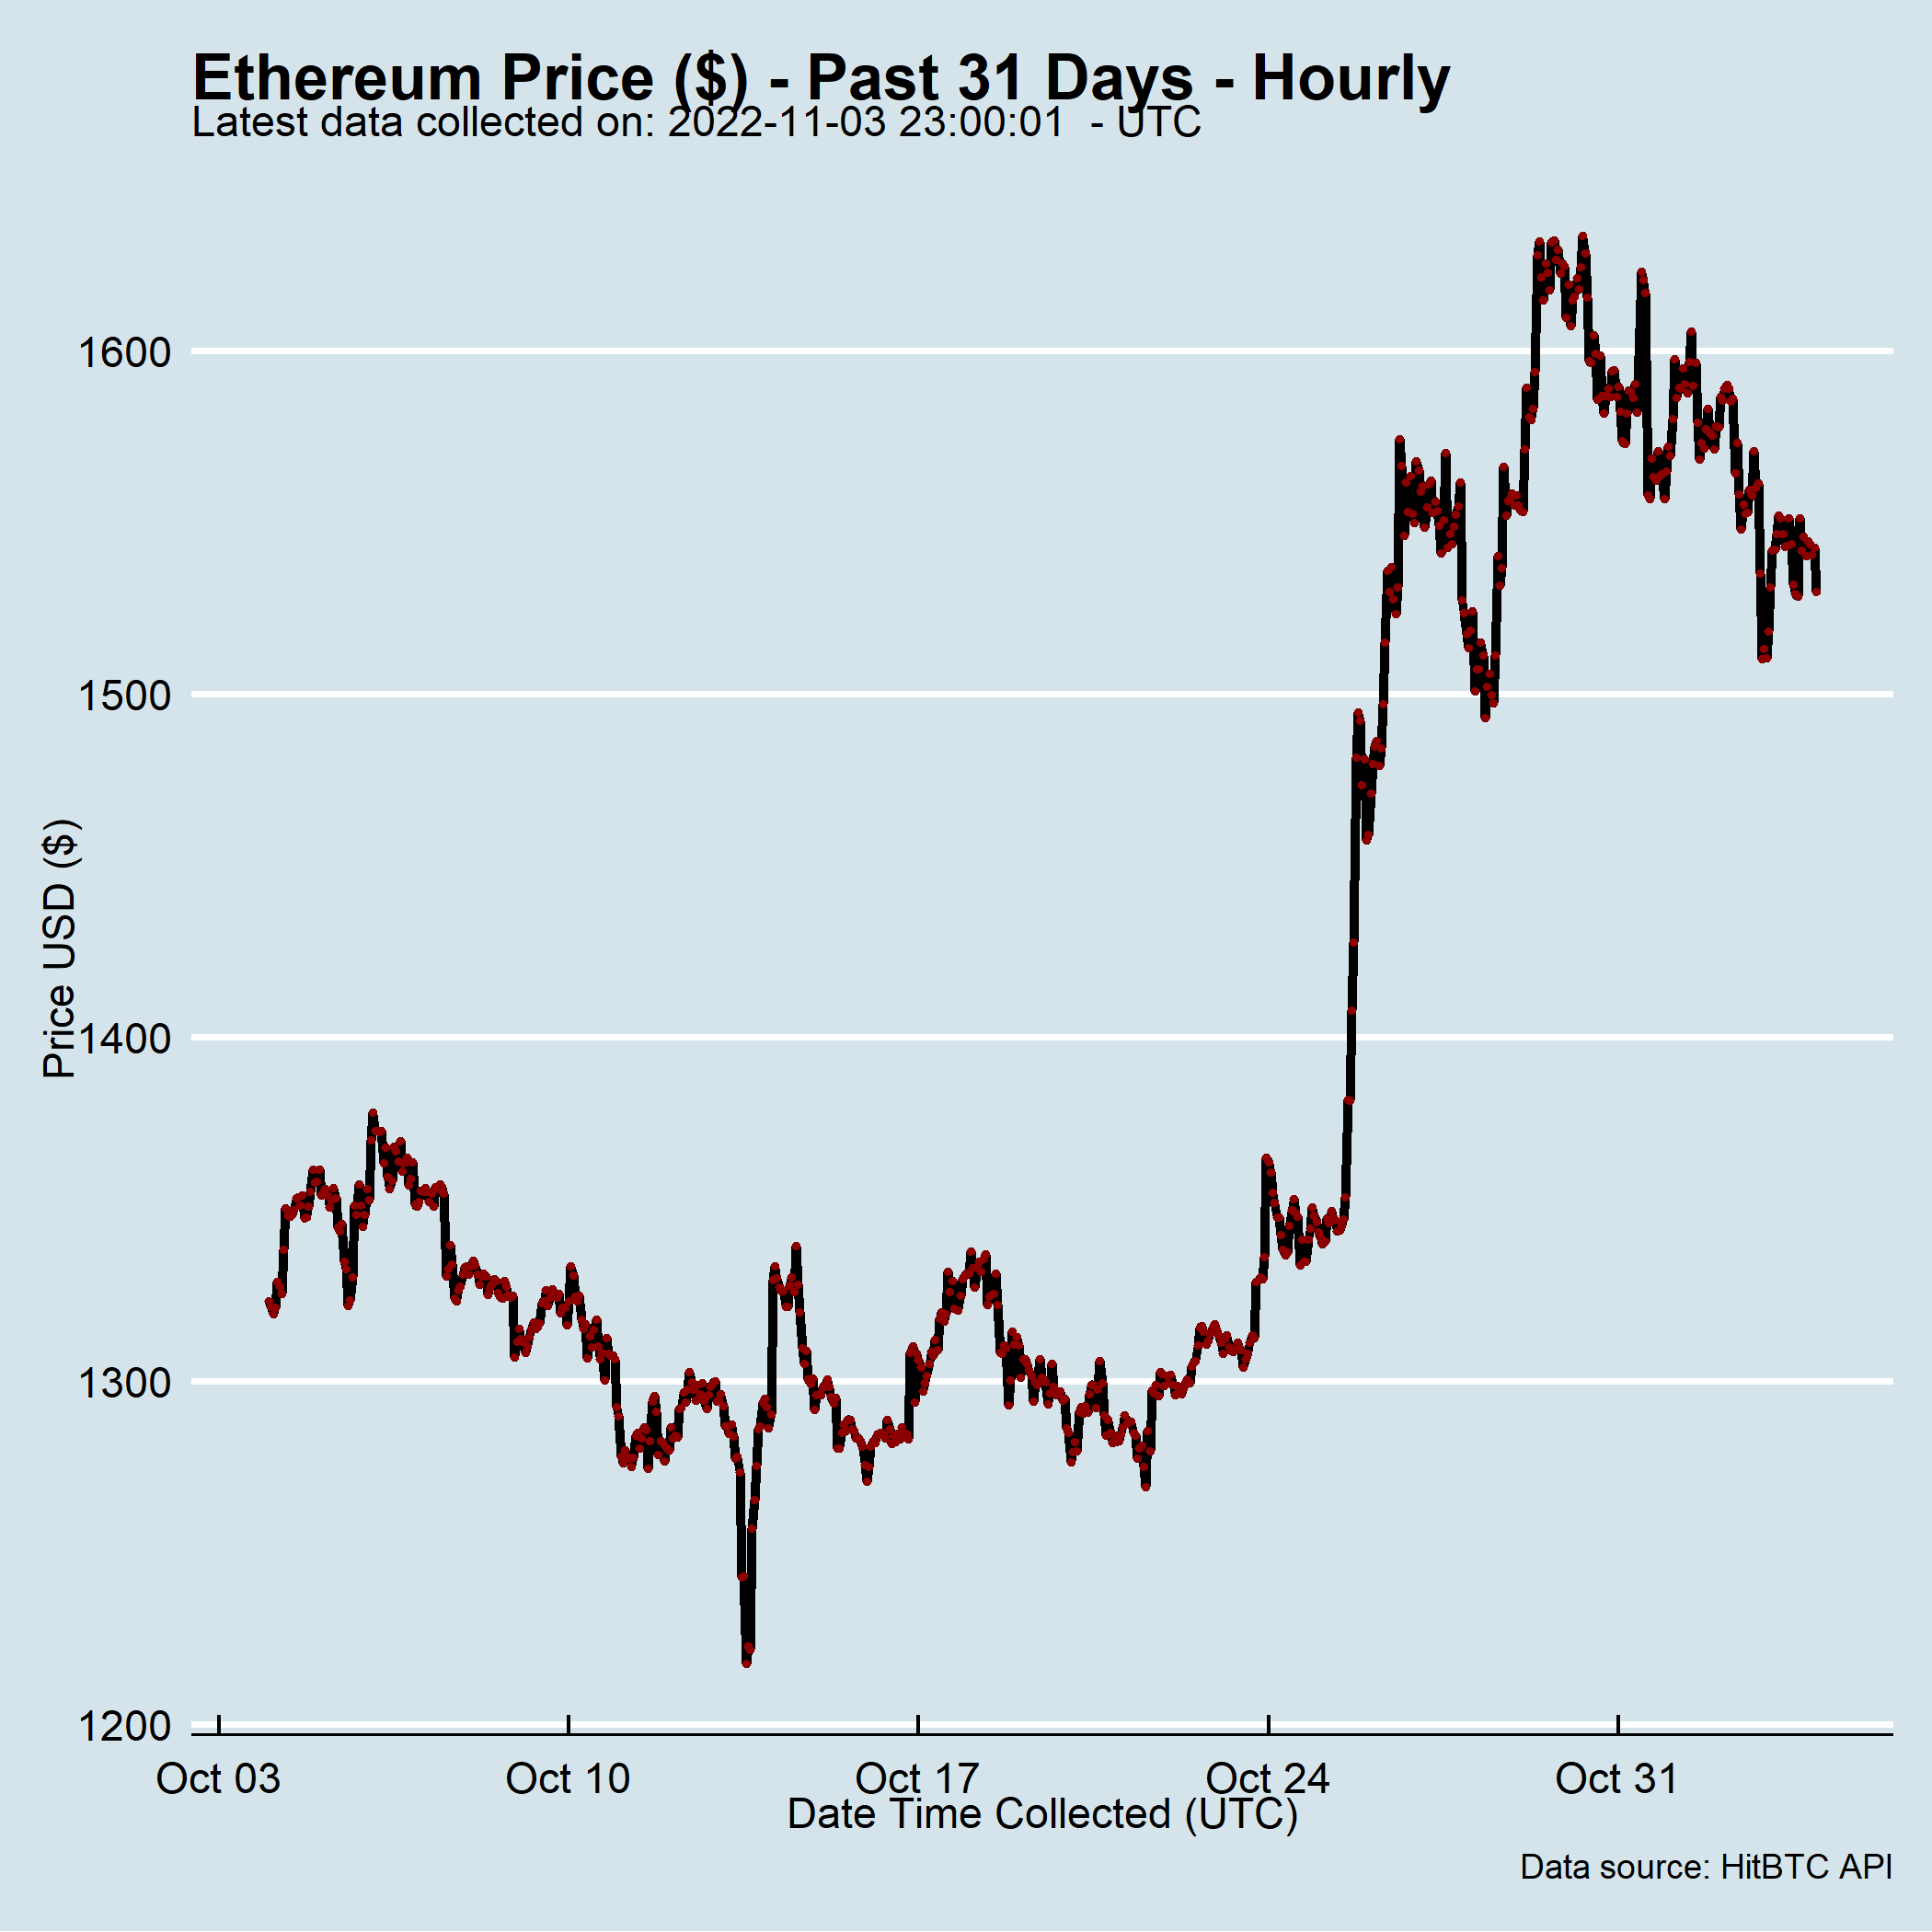 Ethereum Price ($) - Past 31 Days - Hourly
Latest data collected on: 2022-11-03 23:00:01  - UTC
1600
1500
1400
1300
1200
Price USD ($)
Oct 03 Oct 10 Oct 17 Oct 24 Oct 31
Date Time Collected (UTC)
Data source: HitBTC API